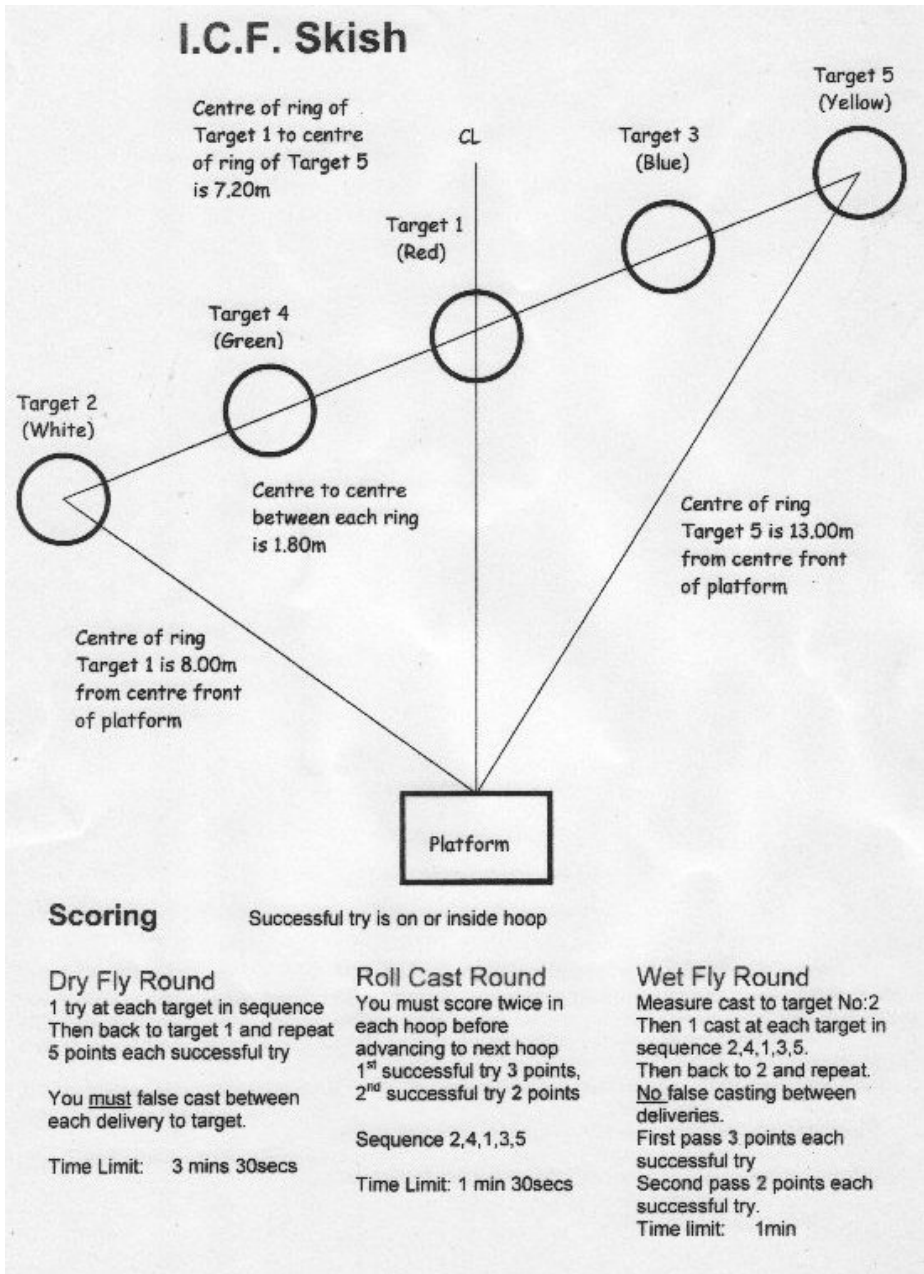 I.C.F. Skish
Centre of ring of
Target 1 to centre
of ring of Target 5
is 7.20m
CL
Target 5
(Yellow)
Target 3
(Blue)
Target 1
(Red)
Target 4
(Green)
Target 2
(White)
Centre to centre
between each ring
is 1.80m
Centre of ring
Target 5 is 13.00m
from centre front
of platform
Centre of ring
Target 1 is 8.00m
from centre front
of platform
Platform
Scoring Successful try is on or inside hoop
Dry Fly Round
1 try at each target in sequence
Then back to target 1 and repeat
5 points each successful try
You must false cast between
each delivery to target.
Time Limit: 3 mins 30secs
Roll Cast Round
You must score twice in
each hoop before
advancing to next hoop
1st successful try 3 points,
2nd successful try 2 points
Sequence 2,4,1,3,5
Time Limit: 1 min 30secs
Wet Fly Round
Measure cast to target No:2
Then 1 cast at each target in
sequence 2,4,1,3,5.
Then back to 2 and repeat.
No false casting between
deliveries.
First pass 3 points each
successful try
Second pass 2 points each
successful try.
Time limit: 1min